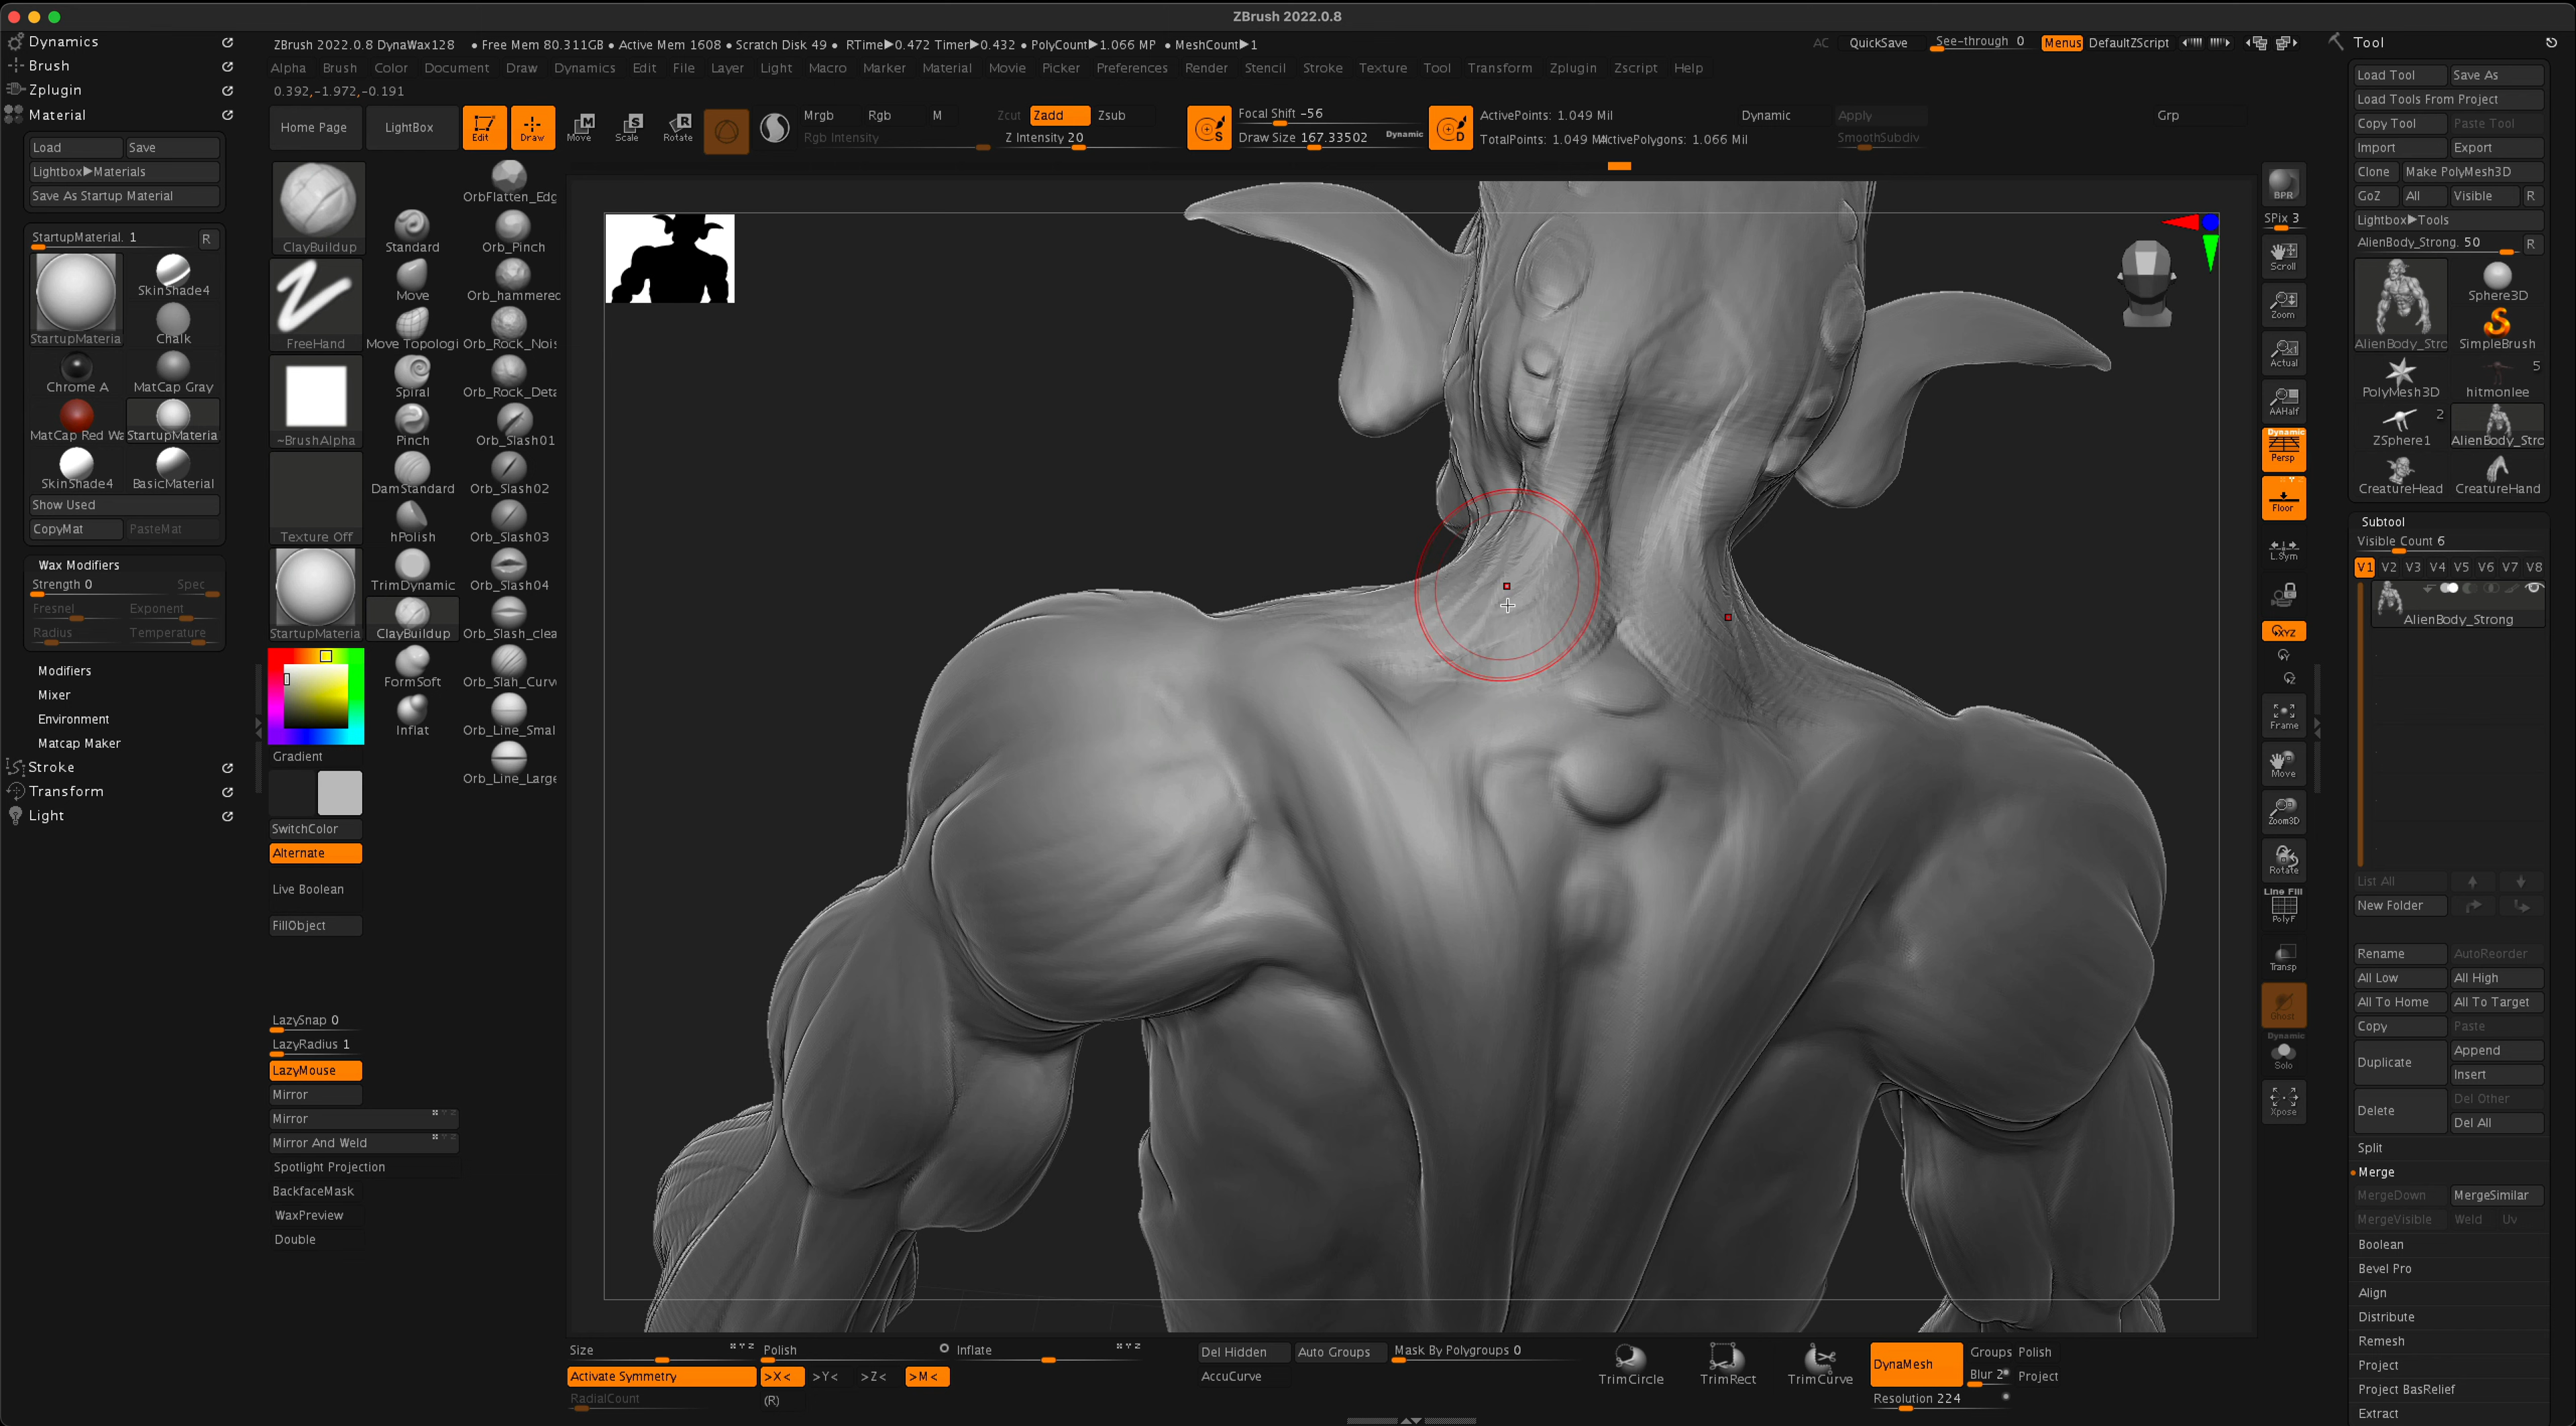 ZBrush 2022.0.8
Dynamics
Brush
Zplugin
Material
Load Save
Lightbox▶Materials
Save As Startup Material
StartupMaterial. 1 R
StartupMateria SkinShade4
Chalk
Chrome A MatCap Gray
MatCap Red Wa StartupMateria
SkinShade4 BasicMaterial
Show Used
CopyMat PasteMat
Wax Modifiers
Strength 0 Spec
Fresnel Exponent
Radius Temperature
Modifiers
Mixer
Environment
Matcap Maker
Stroke
Transform
Light
ZBrush 2022.0.8 DynaWax128 • Free Mem 80.311GB • Active Mem 1608 • Scratch Disk 49 • RTime▶0.472 Timer▶0.432 • PolyCount▶1.066 MP • MeshCount▶1
AC QuickSave See-through 0 Menus DefaultZScript
Alpha Brush Color Document Draw Dynamics Edit File Layer Light Macro Marker Material Movie Picker Preferences Render Stencil Stroke Texture Tool Transform Zplugin Zscript Help
0.392,-1.972,-0.191
Home Page LightBox Edit Draw Move Scale Rotate
Mrgb Rgb M Zcut Zadd Zsub
Rgb Intensity Z Intensity 20
Focal Shift -56
Draw Size 167.33502 Dynamic
ActivePoints: 1.049 Mil Dynamic Apply Grp
SmoothSubdiv
ClayBuildup
FreeHand
~BrushAlpha
Texture Off
StartupMateria
Gradient
SwitchColor
Alternate
Live Boolean
FillObject
LazySnap 0
LazyRadius 1
LazyMouse
Mirror
Mirror
Mirror And Weld
Spotlight Projection
BackfaceMask
WaxPreview
Double
OrbFlatten_Edg
Standard Orb_Pinch
Move Orb_hammered
Move Topologi Orb_Rock_Nois
Spiral Orb_Rock_Deta
Pinch Orb_Slash01
DamStandard Orb_Slash02
hPolish Orb_Slash03
TrimDynamic Orb_Slash04
ClayBuildup Orb_Slash_clea
FormSoft Orb_Slah_Curv
Inflat Orb_Line_Smal
Orb_Line_Large
BPR
SPix 3
Scroll
Zoom
Actual
AAHalf
Dynamic
Persp
Floor
L.Sym
XYZ
Frame
Move
Zoom3D
Rotate
Line Fill
PolyF
Transp
Ghost
Dynamic
Solo
Xpose
Tool
Load Tool Save As
Load Tools From Project
Copy Tool Paste Tool
Import Export
Clone Make PolyMesh3D
GoZ All Visible R
Lightbox▶Tools
AlienBody_Strong. 50 R
AlienBody_Stro Sphere3D
SimpleBrush
5
PolyMesh3D hitmonlee
2
ZSphere1 AlienBody_Stro
CreatureHead CreatureHand
Subtool
Visible Count 6
V1 V2 V3 V4 V5 V6 V7 V8
AlienBody_Strong
List All
New Folder
Rename AutoReorder
All Low All High
All To Home All To Target
Copy Paste
Duplicate Append
Insert
Delete Del Other
Del All
Split
Merge
MergeDown MergeSimilar
MergeVisible Weld Uv
Boolean
Bevel Pro
Align
Distribute
Remesh
Project
Project BasRelief
Extract
Size Polish Inflate
Activate Symmetry >X< >Y< >Z< >M<
RadialCount (R)
Del Hidden Auto Groups Mask By Polygroups 0
AccuCurve
TrimCircle TrimRect TrimCurve
DynaMesh Groups Polish
Blur 2 Project
Resolution 224